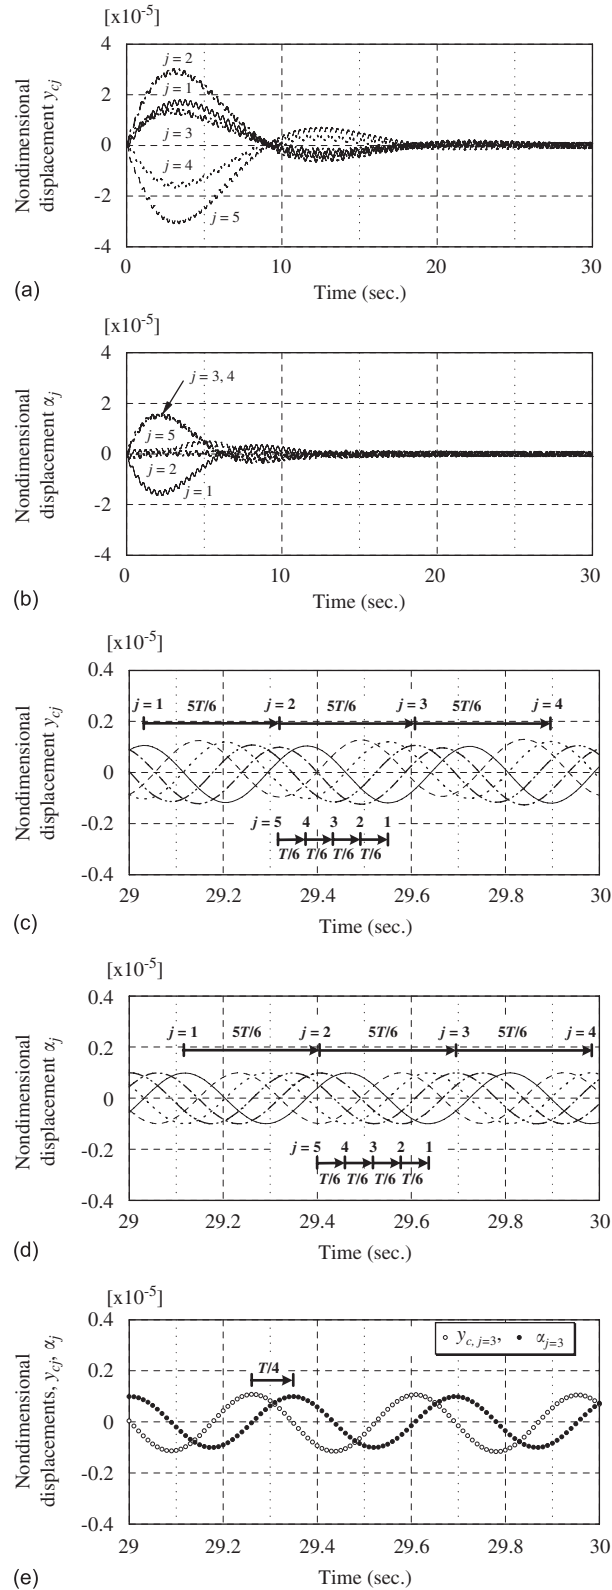 [x10-5]
4
2
0
-2
-4
Nondimensional
displacement ycj
j = 2
j = 1
j = 3
j = 4
j = 5
0 10 20 30
Time (sec.)
(a)
[x10-5]
4
2
0
-2
-4
Nondimensional
displacement αj
j = 3, 4
j = 5
j = 2
j = 1
0 10 20 30
Time (sec.)
(b)
[x10-5]
0.4
0.2
0
-0.2
-0.4
Nondimensional
displacement ycj
j = 1 5T/6 j = 2 5T/6 j = 3 5T/6 j = 4
j = 5 4 3 2 1
T/6 T/6 T/6 T/6
29 29.2 29.4 29.6 29.8 30
Time (sec.)
(c)
[x10-5]
0.4
0.2
0
-0.2
-0.4
Nondimensional
displacement αj
j = 1 5T/6 j = 2 5T/6 j = 3 5T/6 j = 4
j = 5 4 3 2 1
T/6 T/6 T/6 T/6
29 29.2 29.4 29.6 29.8 30
Time (sec.)
(d)
[x10-5]
0.4
0.2
0
-0.2
-0.4
Nondimensional
displacements, ycj, αj
yc, j=3, αj=3
T/4
29 29.2 29.4 29.6 29.8 30
Time (sec.)
(e)